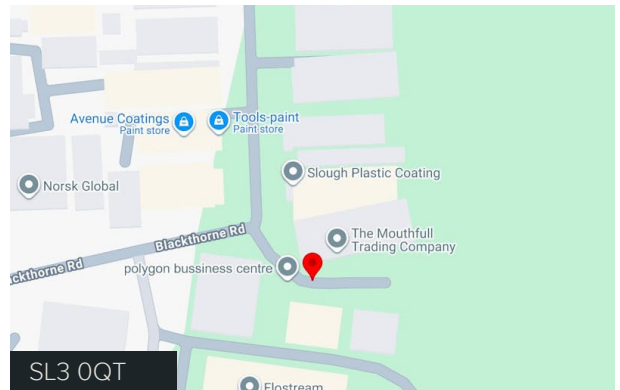 Avenue Coatings
Paint store
Tools-paint
Paint store
Slough Plastic Coating
Norsk Global
The Mouthfull
Trading Company
Blackthorne Rd
ckthorne Rd
polygon bussiness centre
Flostream
SL3 0QT